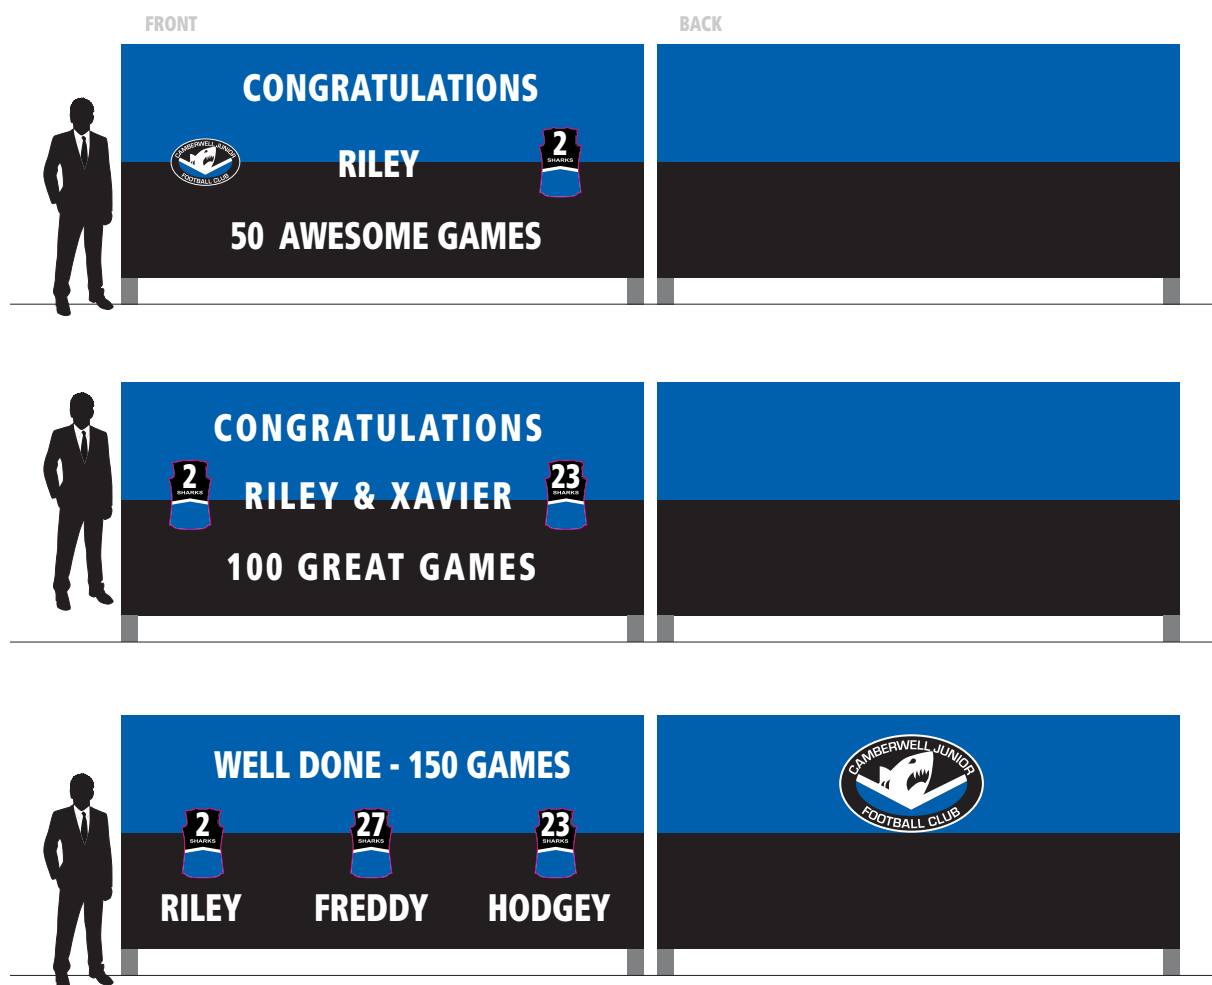 FRONT
BACK
CONGRATULATIONS
CAMBERWELL JUNIOR
FOOTBALL CLUB
RILEY
2
SHARKS
50 AWESOME GAMES
CONGRATULATIONS
2
SHARKS
RILEY & XAVIER
23
SHARKS
100 GREAT GAMES
WELL DONE - 150 GAMES
2
SHARKS
27
SHARKS
23
SHARKS
RILEY
FREDDY
HODGEY
CAMBERWELL JUNIOR
FOOTBALL CLUB